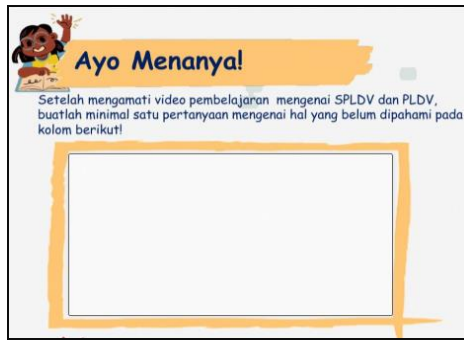 Ayo Menanya!
Setelah mengamati video pembelajaran mengenai SPLDV dan PLDV,
buatlah minimal satu pertanyaan mengenai hal yang belum dipahami pada
kolom berikut!